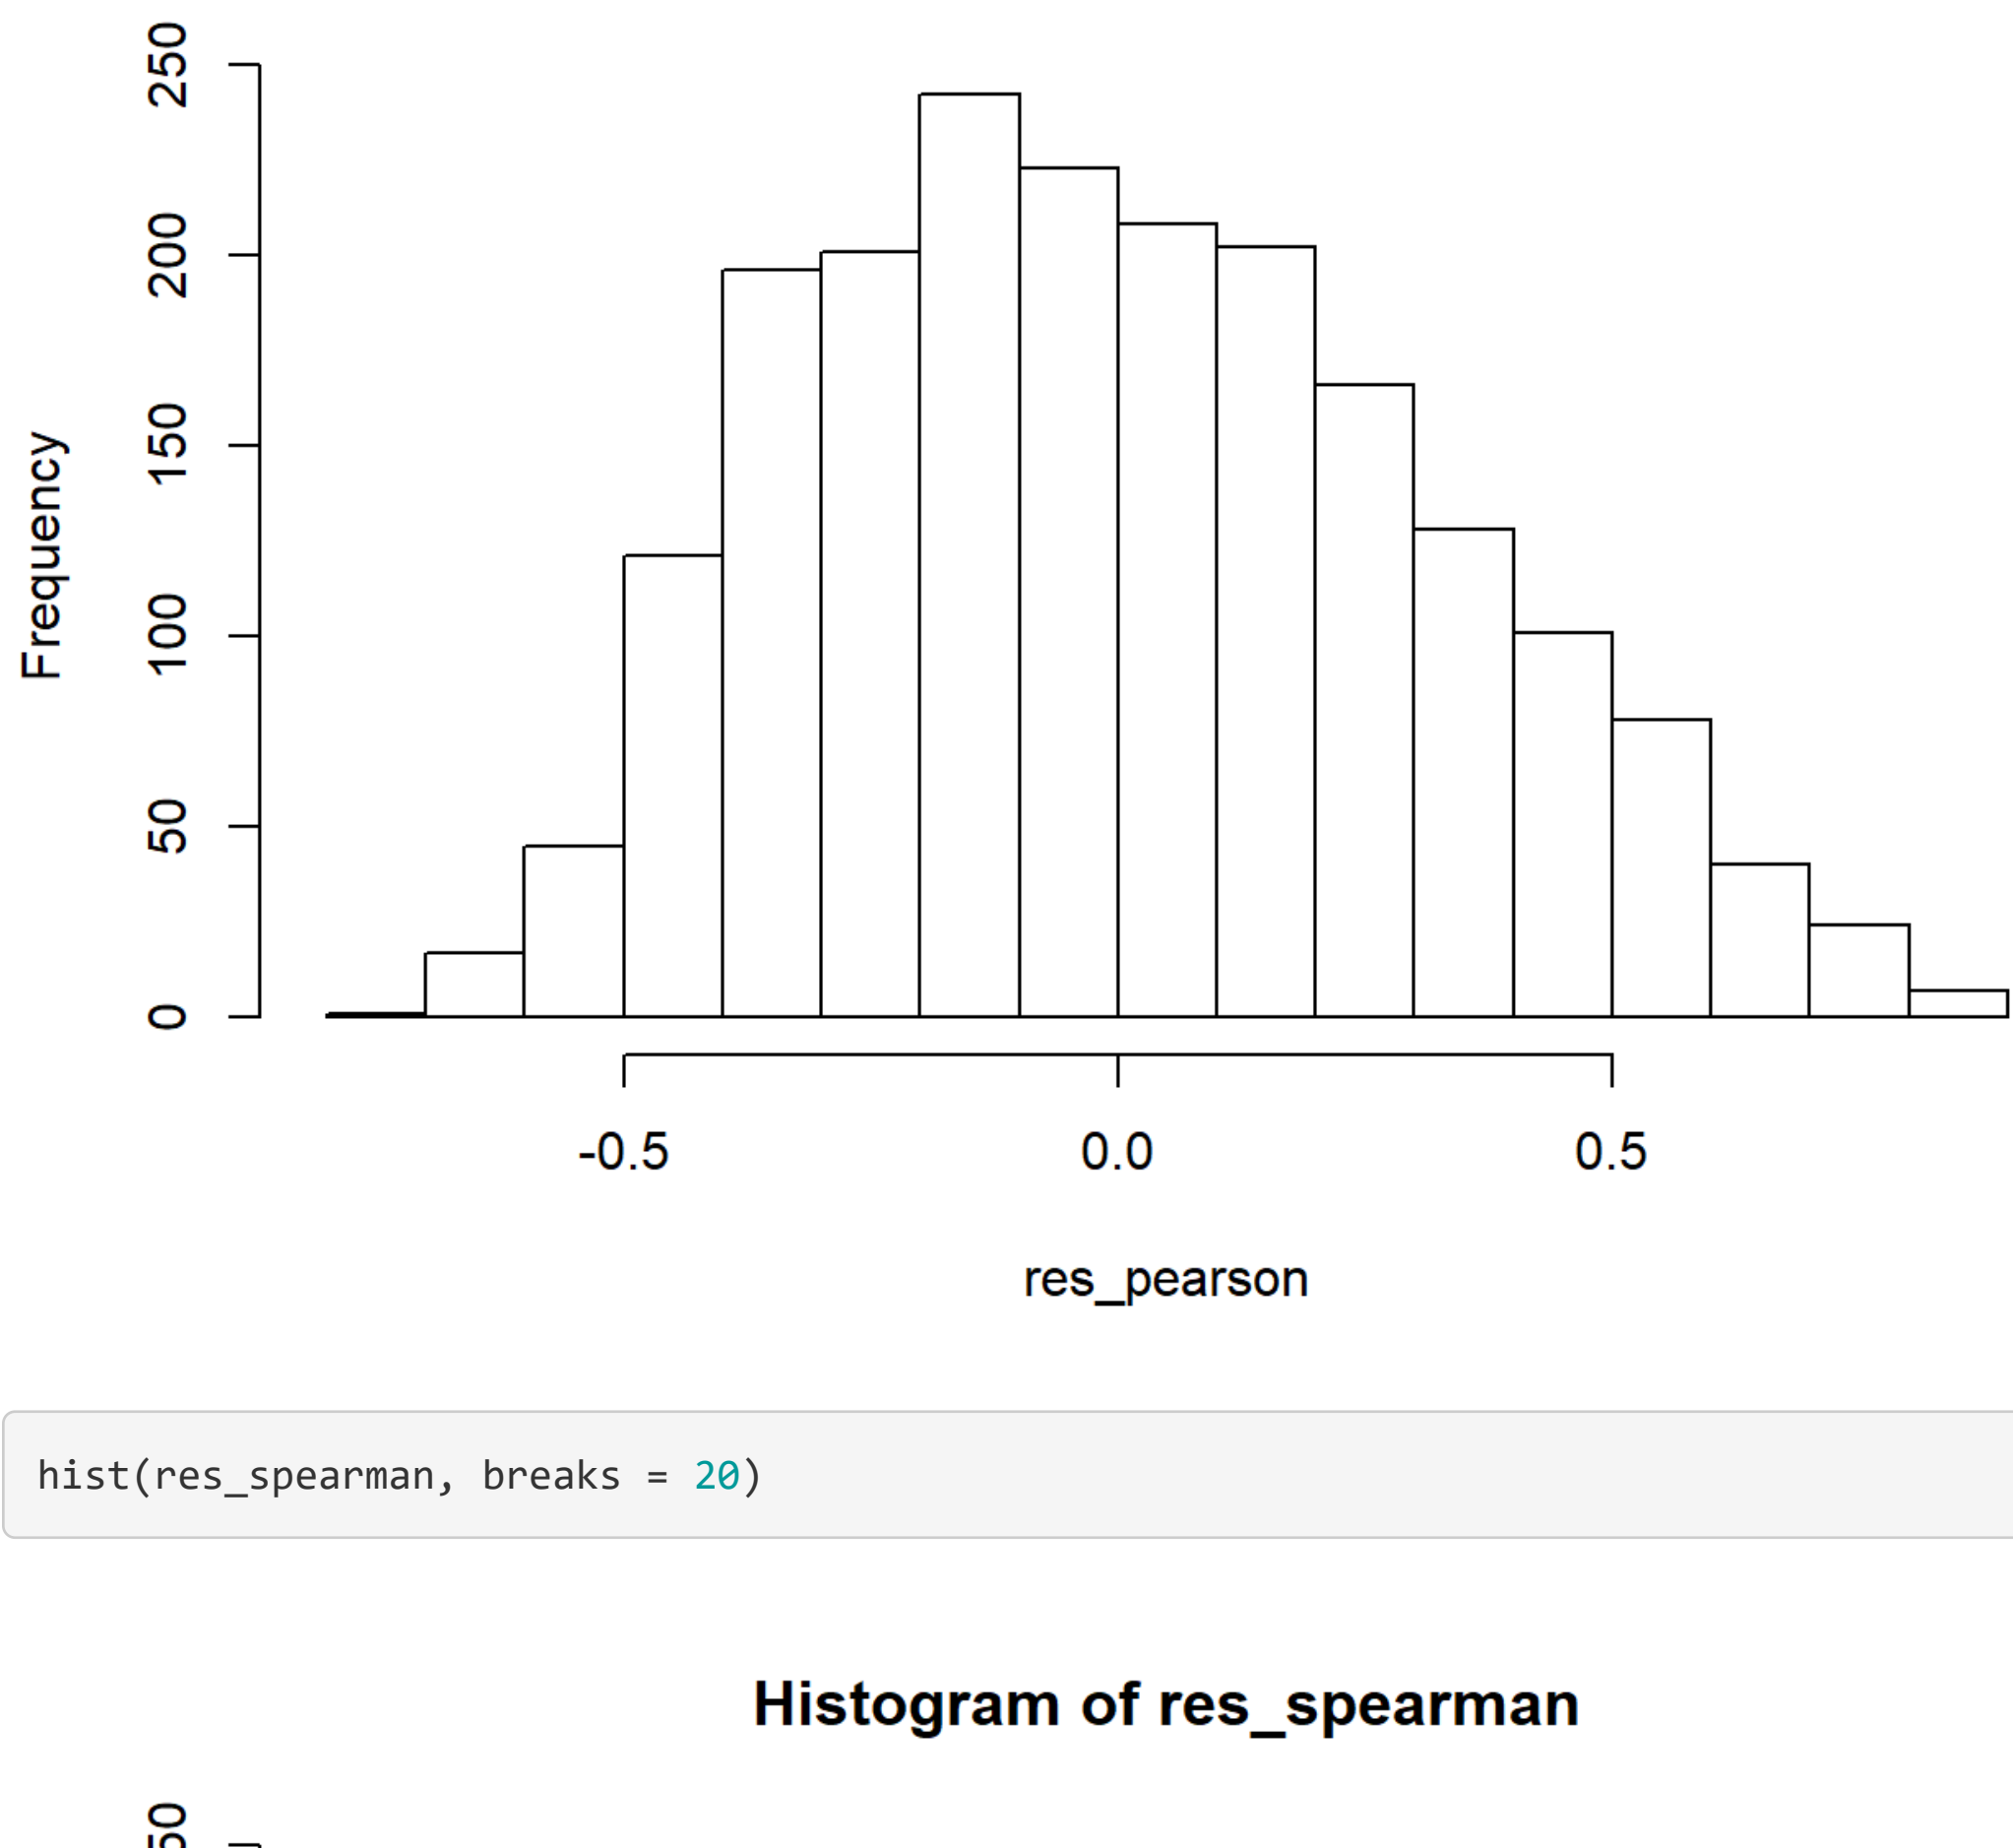 250
200
150
100
50
0
Frequency
-0.5 0.0 0.5
res_pearson
hist(res_spearman, breaks = 20)
Histogram of res_spearman